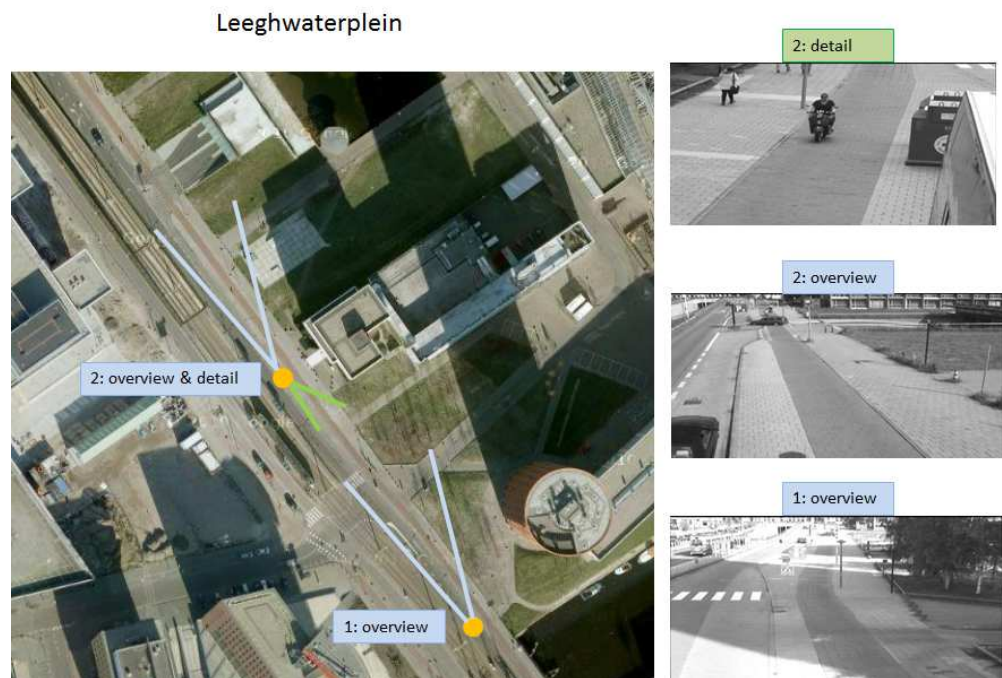 Leeghwaterplein
2: detail
2: overview & detail
2: overview
1: overview
1: overview